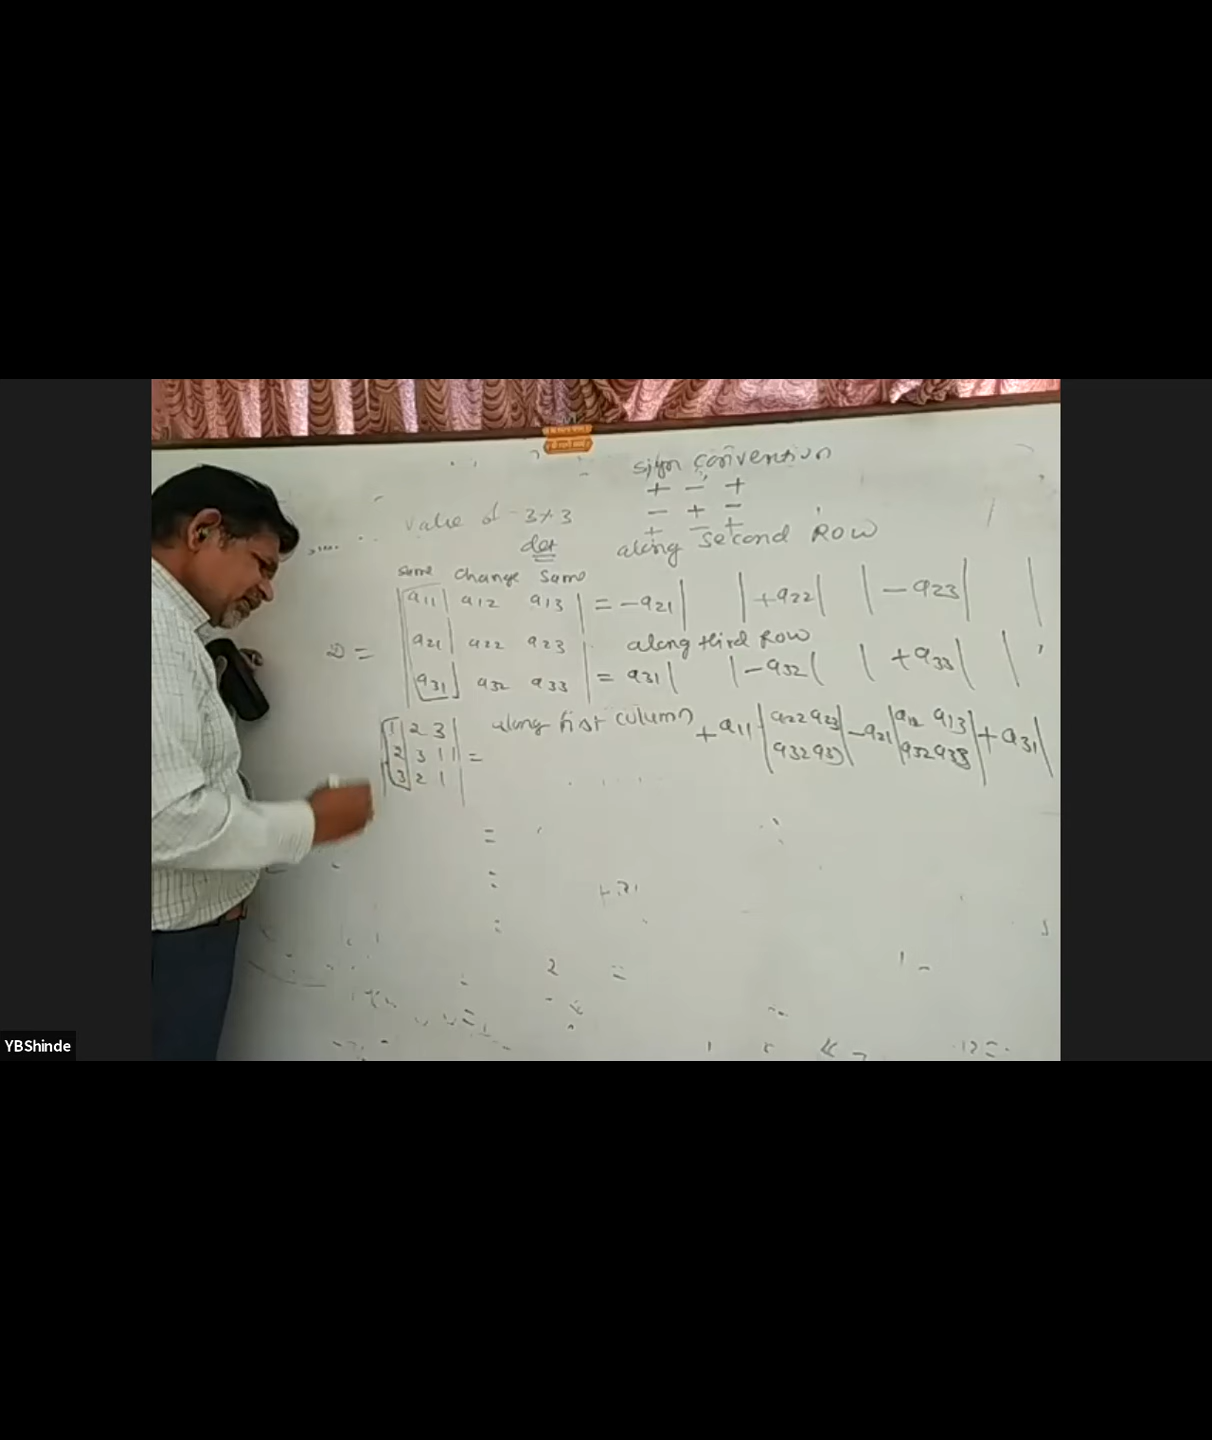 sign convention
+ - +
- + -
+ - +
value of 3x3
det
along second Row
same change same
D = | a11 a12 a13 | = -a21 | | +a22 | | -a23 | |
| a21 a22 a23 |
along third Row
| a31 a32 a33 | = a31 | | -a32 | | +a33 | |
along first column
+ a11 | a22 a23 | - a21 | a12 a13 | + a31 |
| a32 a33 | | a32 a33 |
| 1 2 3 |
| 2 3 1 | =
| 3 2 1 |
=
YBShinde